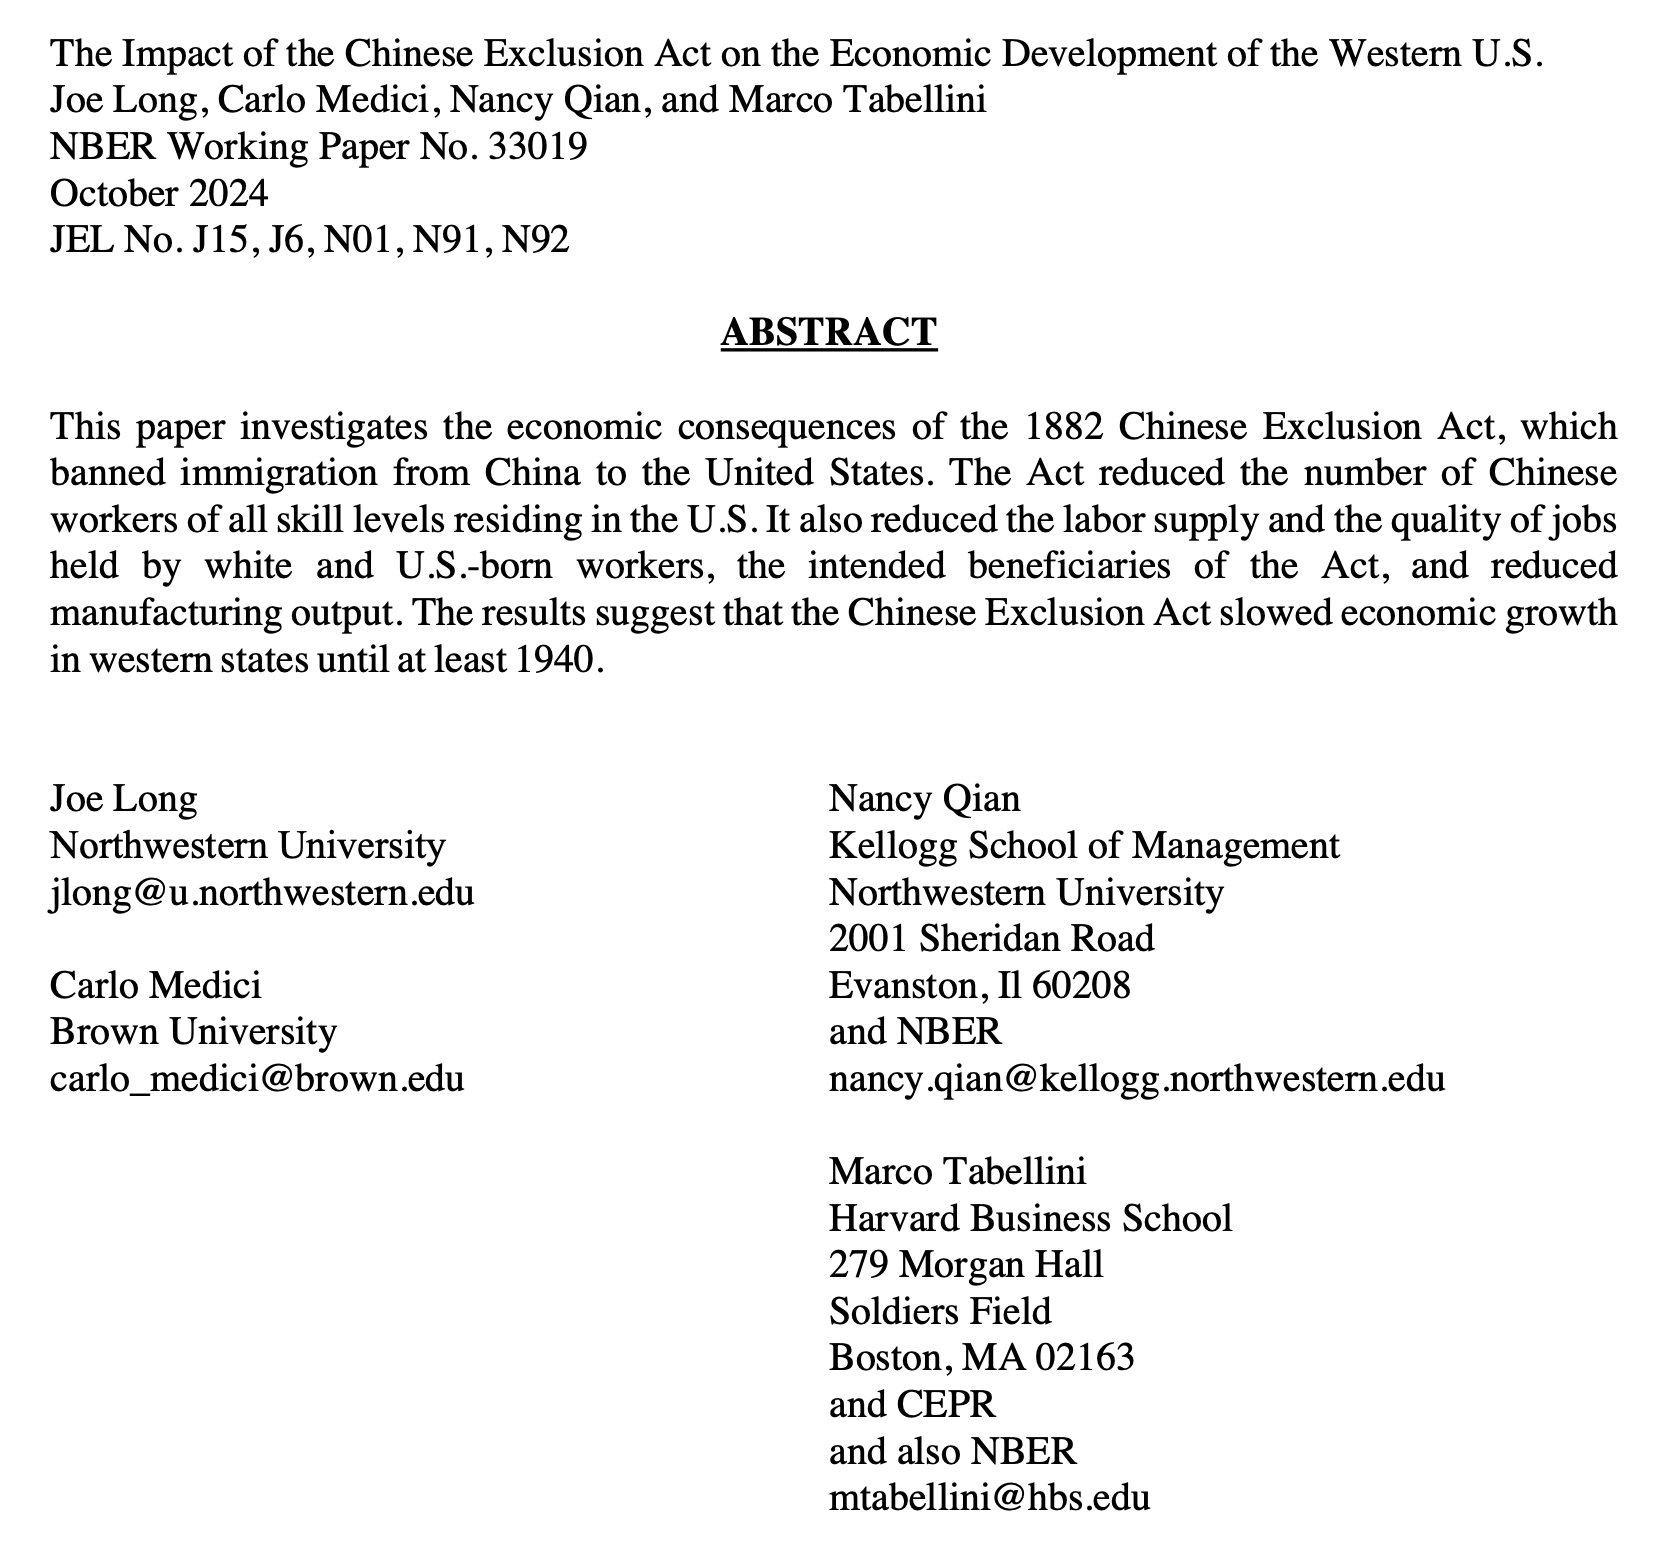 The Impact of the Chinese Exclusion Act on the Economic Development of the Western U.S.
Joe Long, Carlo Medici, Nancy Qian, and Marco Tabellini
NBER Working Paper No. 33019
October 2024
JEL No. J15, J6, N01, N91, N92
ABSTRACT
This paper investigates the economic consequences of the 1882 Chinese Exclusion Act, which
banned immigration from China to the United States. The Act reduced the number of Chinese
workers of all skill levels residing in the U.S. It also reduced the labor supply and the quality of jobs
held by white and U.S.-born workers, the intended beneficiaries of the Act, and reduced
manufacturing output. The results suggest that the Chinese Exclusion Act slowed economic growth
in western states until at least 1940.
Joe Long
Northwestern University
jlong@u.northwestern.edu
Carlo Medici
Brown University
carlo_medici@brown.edu
Nancy Qian
Kellogg School of Management
Northwestern University
2001 Sheridan Road
Evanston, Il 60208
and NBER
nancy.qian@kellogg.northwestern.edu
Marco Tabellini
Harvard Business School
279 Morgan Hall
Soldiers Field
Boston, MA 02163
and CEPR
and also NBER
mtabellini@hbs.edu